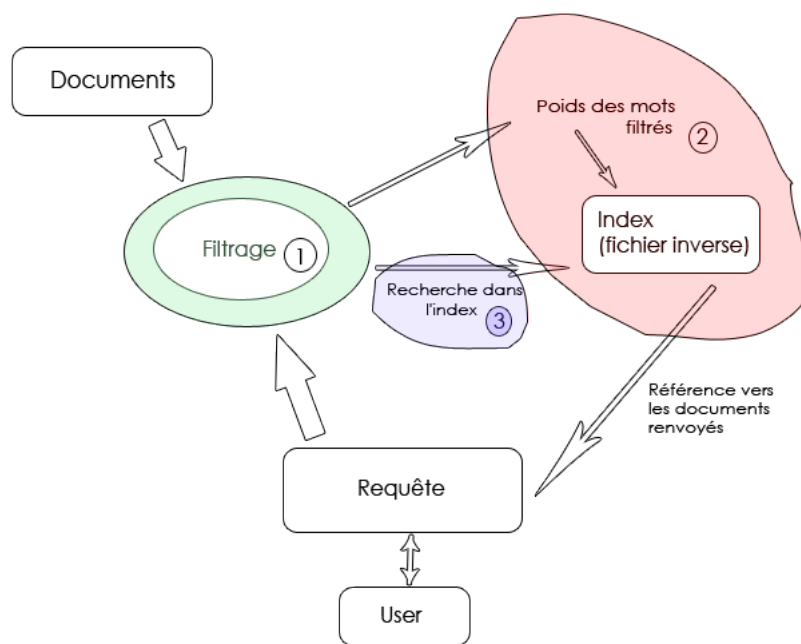 Documents
Poids des mots
filtrés
2
Filtrage
1
Index
(fichier inverse)
Recherche dans
l'index
3
Référence vers
les documents
renvoyés
Requête
User